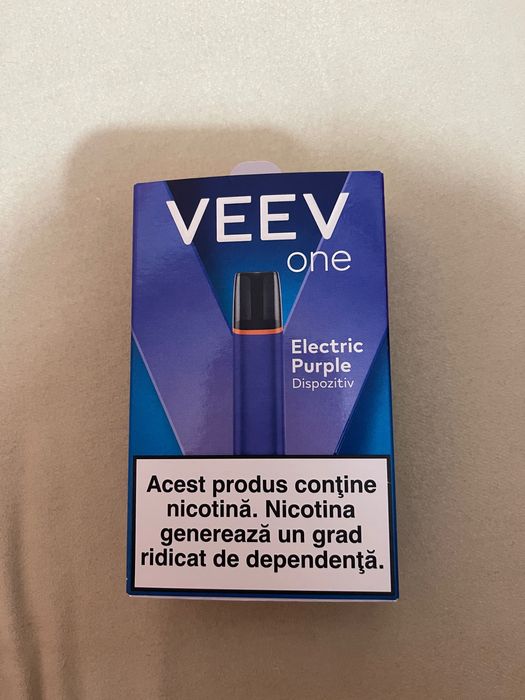 VEEV
one
Electric
Purple
Dispozitiv
Acest produs conţine
nicotină. Nicotina
generează un grad
ridicat de dependenţă.